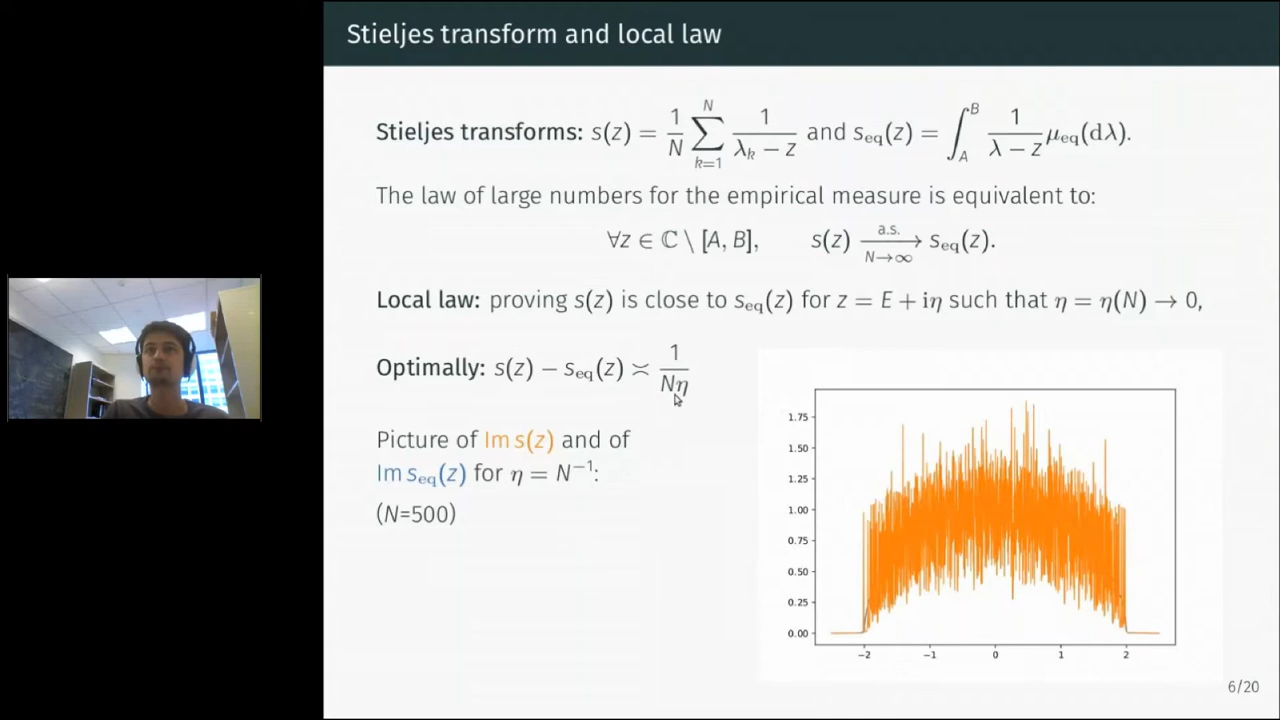 Stieljes transform and local law
Stieljes transforms: s(z) = 1/N ∑_{k=1}^{N} 1/(λ_k − z) and s_eq(z) = ∫_A^B 1/(λ − z) μ_eq(dλ).
The law of large numbers for the empirical measure is equivalent to:
∀z ∈ ℂ \ [A, B], s(z) —a.s.→_{N→∞} s_eq(z).
Local law: proving s(z) is close to s_eq(z) for z = E + iη such that η = η(N) → 0,
Optimally: s(z) − s_eq(z) ≍ 1/(Nη)
Picture of Im s(z) and of
Im s_eq(z) for η = N⁻¹:
(N=500)
1.75
1.50
1.25
1.00
0.75
0.50
0.25
0.00
−2 −1 0 1 2
6/20